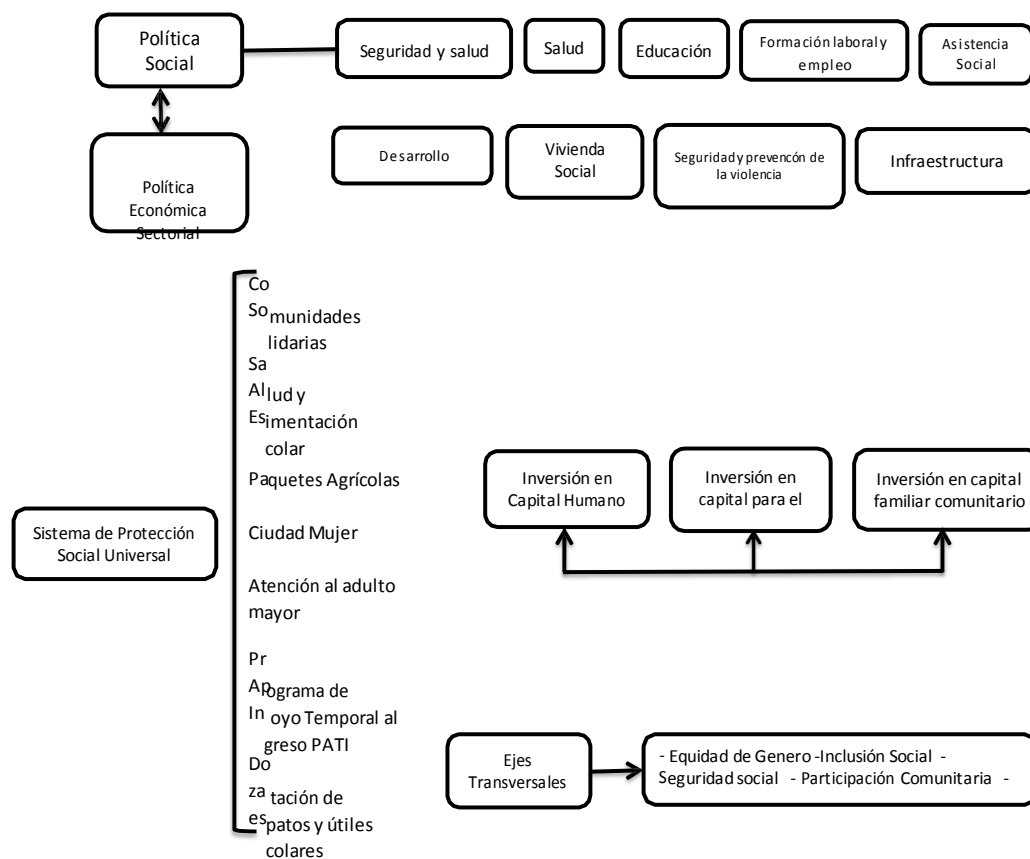 Política
Social
Seguridad y salud
Salud
Educación
Formación laboral y
empleo
Asistencia
Social
Política
Económica
Sectorial
Desarrollo
Vivienda
Social
Seguridad y prevencón de
la violencia
Infraestructura
Sistema de Protección
Social Universal
Co
So munidades
lidarias
Sa
Al lud y
Es imentación
colar
Paquetes Agrícolas
Ciudad Mujer
Atención al adulto
mayor
Pr
Ap ograma de
In oyo Temporal al
greso PATI
Do
za tación de
es patos y útiles
colares
Inversión en
Capital Humano
Inversión en
capital para el
Inversión en capital
familiar comunitario
Ejes
Transversales
- Equidad de Genero -Inclusión Social -
Seguridad social - Participación Comunitaria -